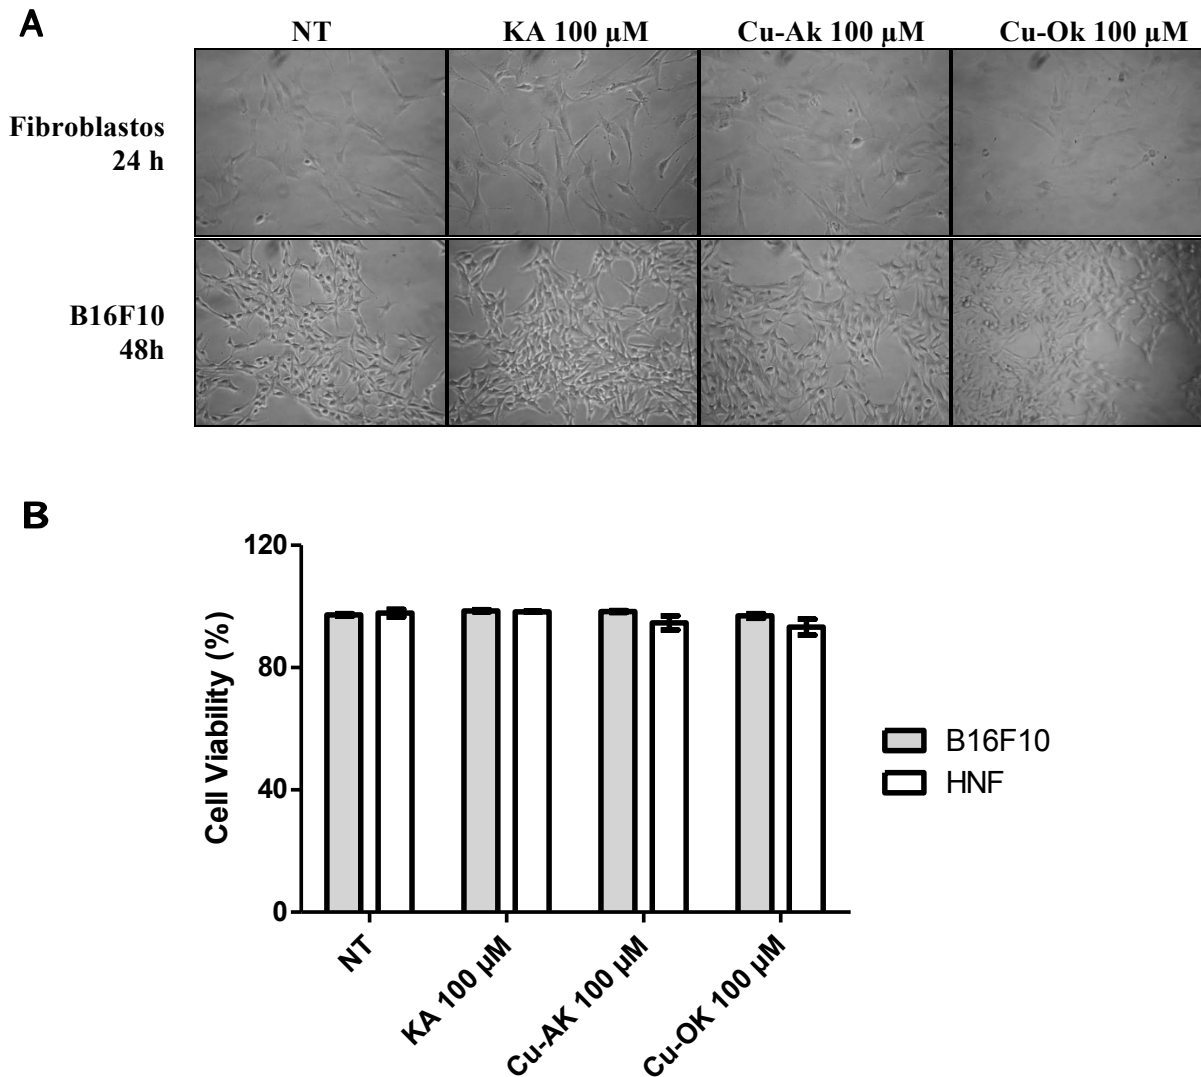 A
NT KA 100 µM Cu-Ak 100 µM Cu-Ok 100 µM
Fibroblastos
24 h
B16F10
48h
B
Cell Viability (%)
120
80
40
0
NT
KA 100 µM
Cu-AK 100 µM
Cu-OK 100 µM
B16F10
HNF